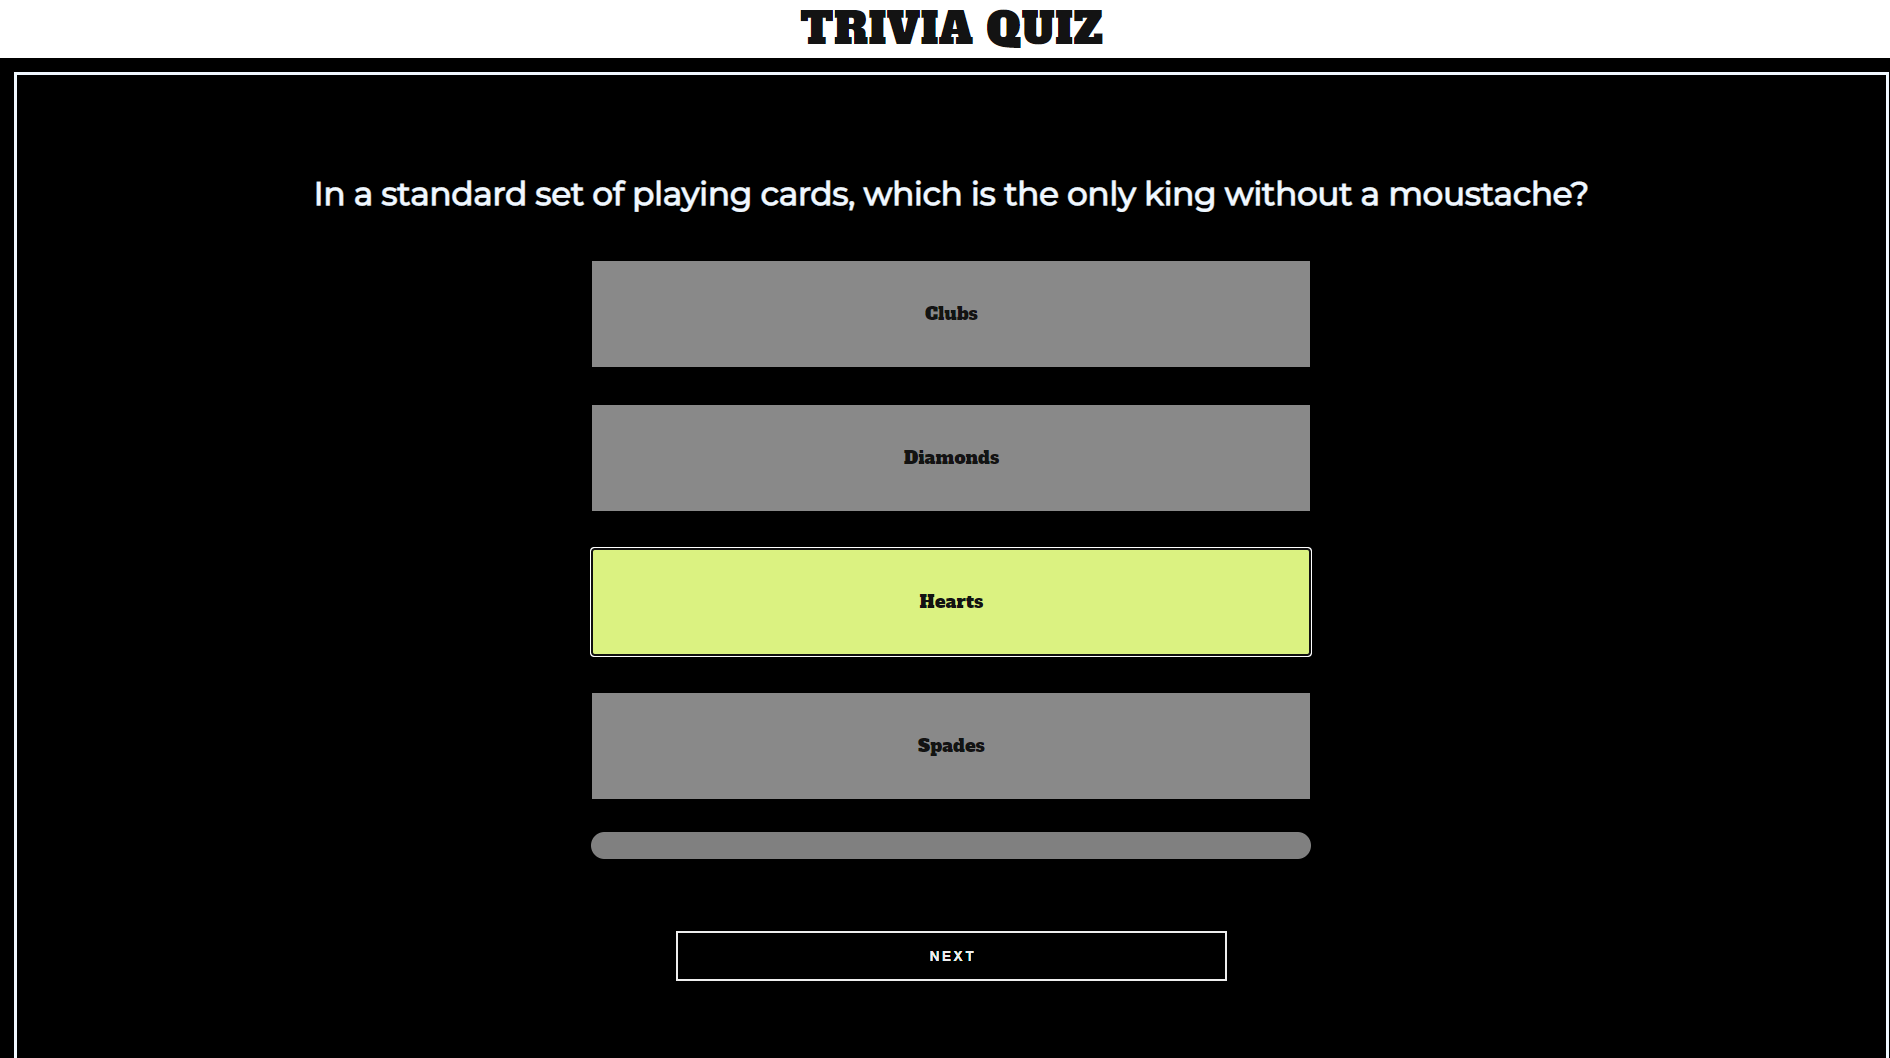 TRIVIA QUIZ
In a standard set of playing cards, which is the only king without a moustache?
Clubs
Diamonds
Hearts
Spades
NEXT